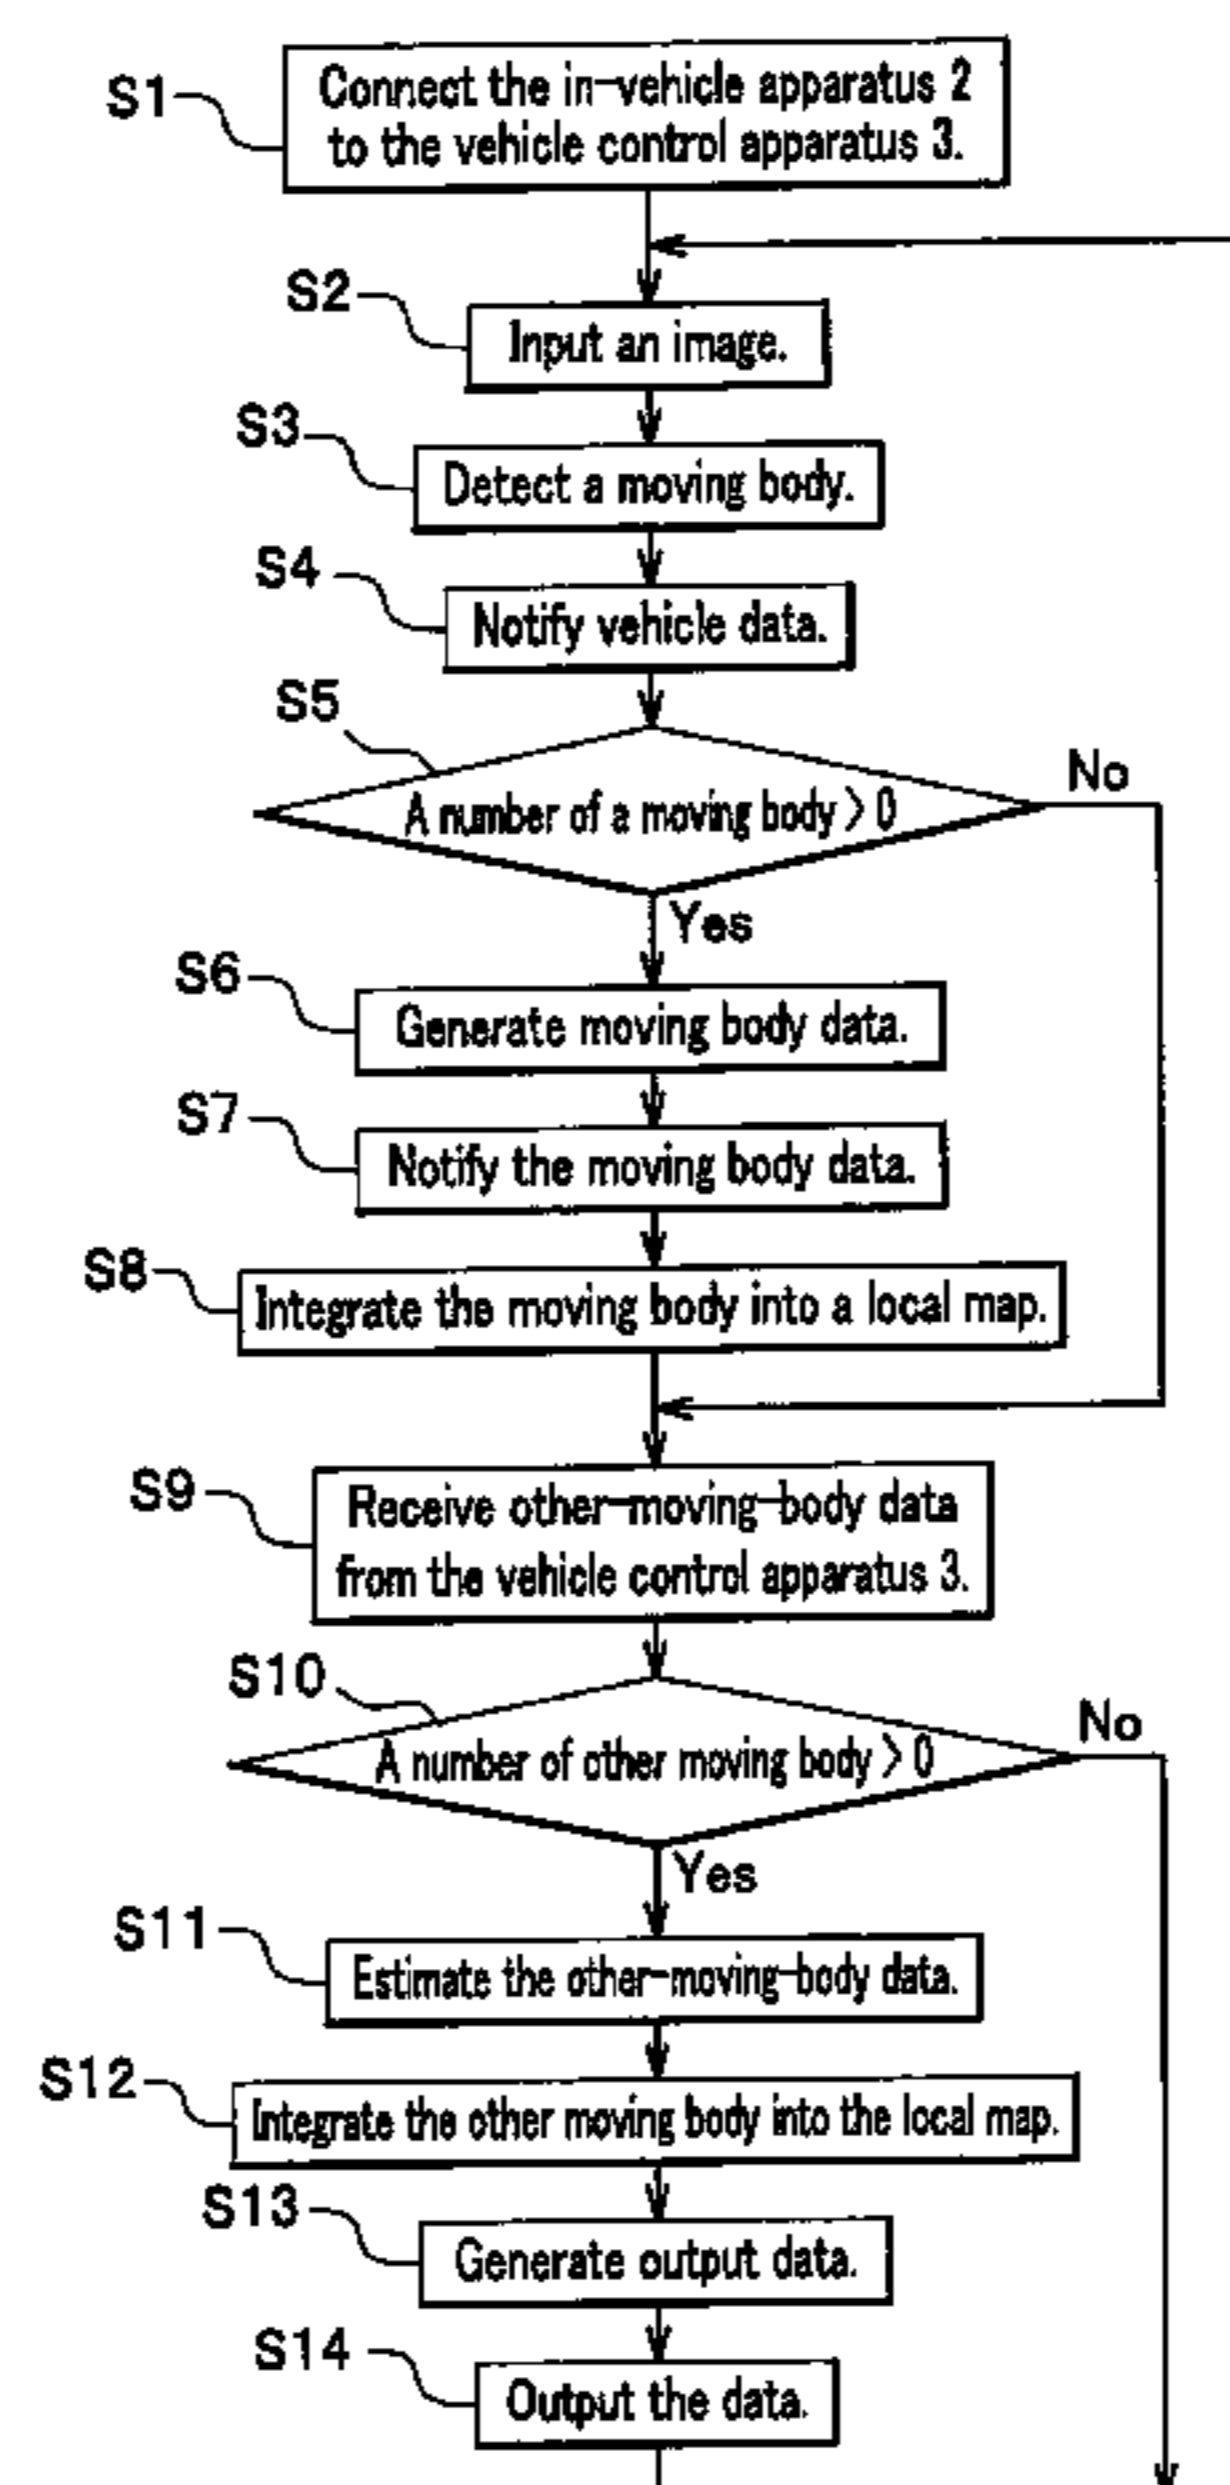 S1
Connect the in-vehicle apparatus 2
to the vehicle control apparatus 3.
S2
Input an image.
S3
Detect a moving body.
S4
Notify vehicle data.
S5
A number of a moving body > 0
No
Yes
S6
Generate moving body data.
S7
Notify the moving body data.
S8
Integrate the moving body into a local map.
S9
Receive other-moving-body data
from the vehicle control apparatus 3.
S10
A number of other moving body > 0
No
Yes
S11
Estimate the other-moving-body data.
S12
Integrate the other moving body into the local map.
S13
Generate output data.
S14
Output the data.